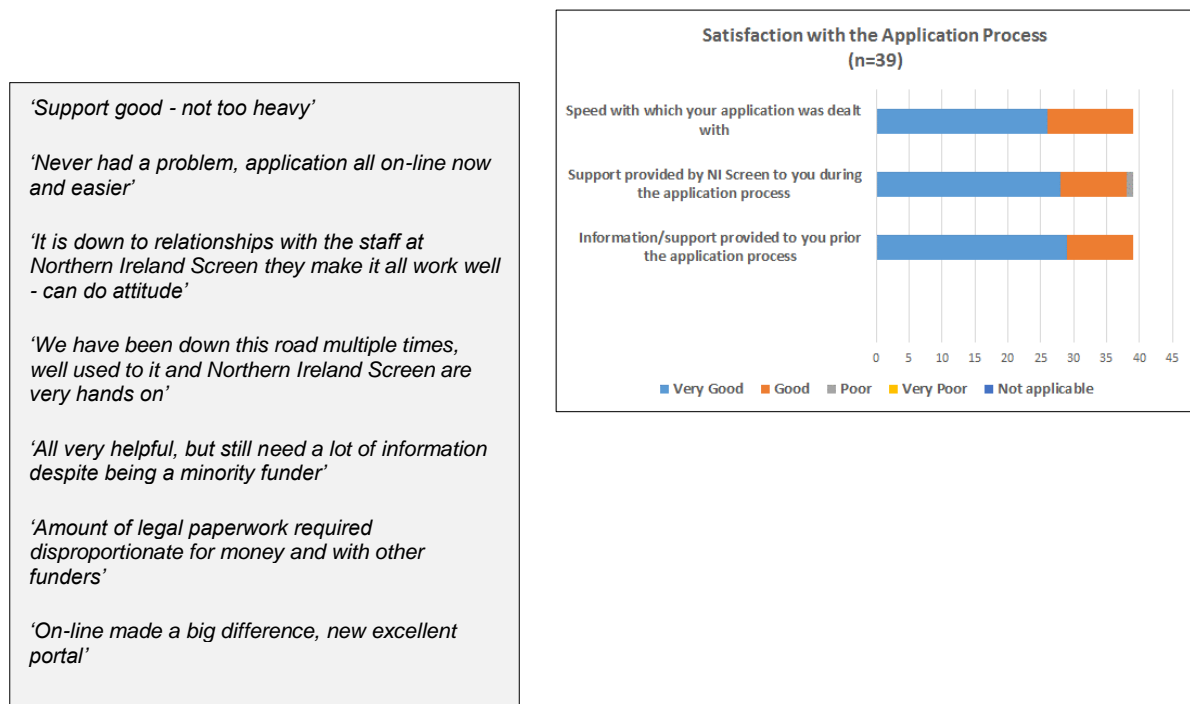 ‘Support good - not too heavy’
‘Never had a problem, application all on-line now
and easier’
‘It is down to relationships with the staff at
Northern Ireland Screen they make it all work well
- can do attitude’
‘We have been down this road multiple times,
well used to it and Northern Ireland Screen are
very hands on’
‘All very helpful, but still need a lot of information
despite being a minority funder’
‘Amount of legal paperwork required
disproportionate for money and with other
funders’
‘On-line made a big difference, new excellent
portal’
Satisfaction with the Application Process
(n=39)
Speed with which your application was dealt
with
Support provided by NI Screen to you during
the application process
Information/support provided to you prior
the application process
0 5 10 15 20 25 30 35 40 45
Very Good Good Poor Very Poor Not applicable